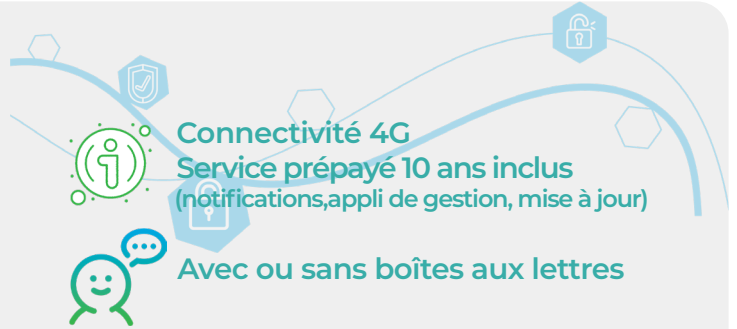 Connectivité 4G
Service prépayé 10 ans inclus
(notifications,appli de gestion, mise à jour)
Avec ou sans boîtes aux lettres